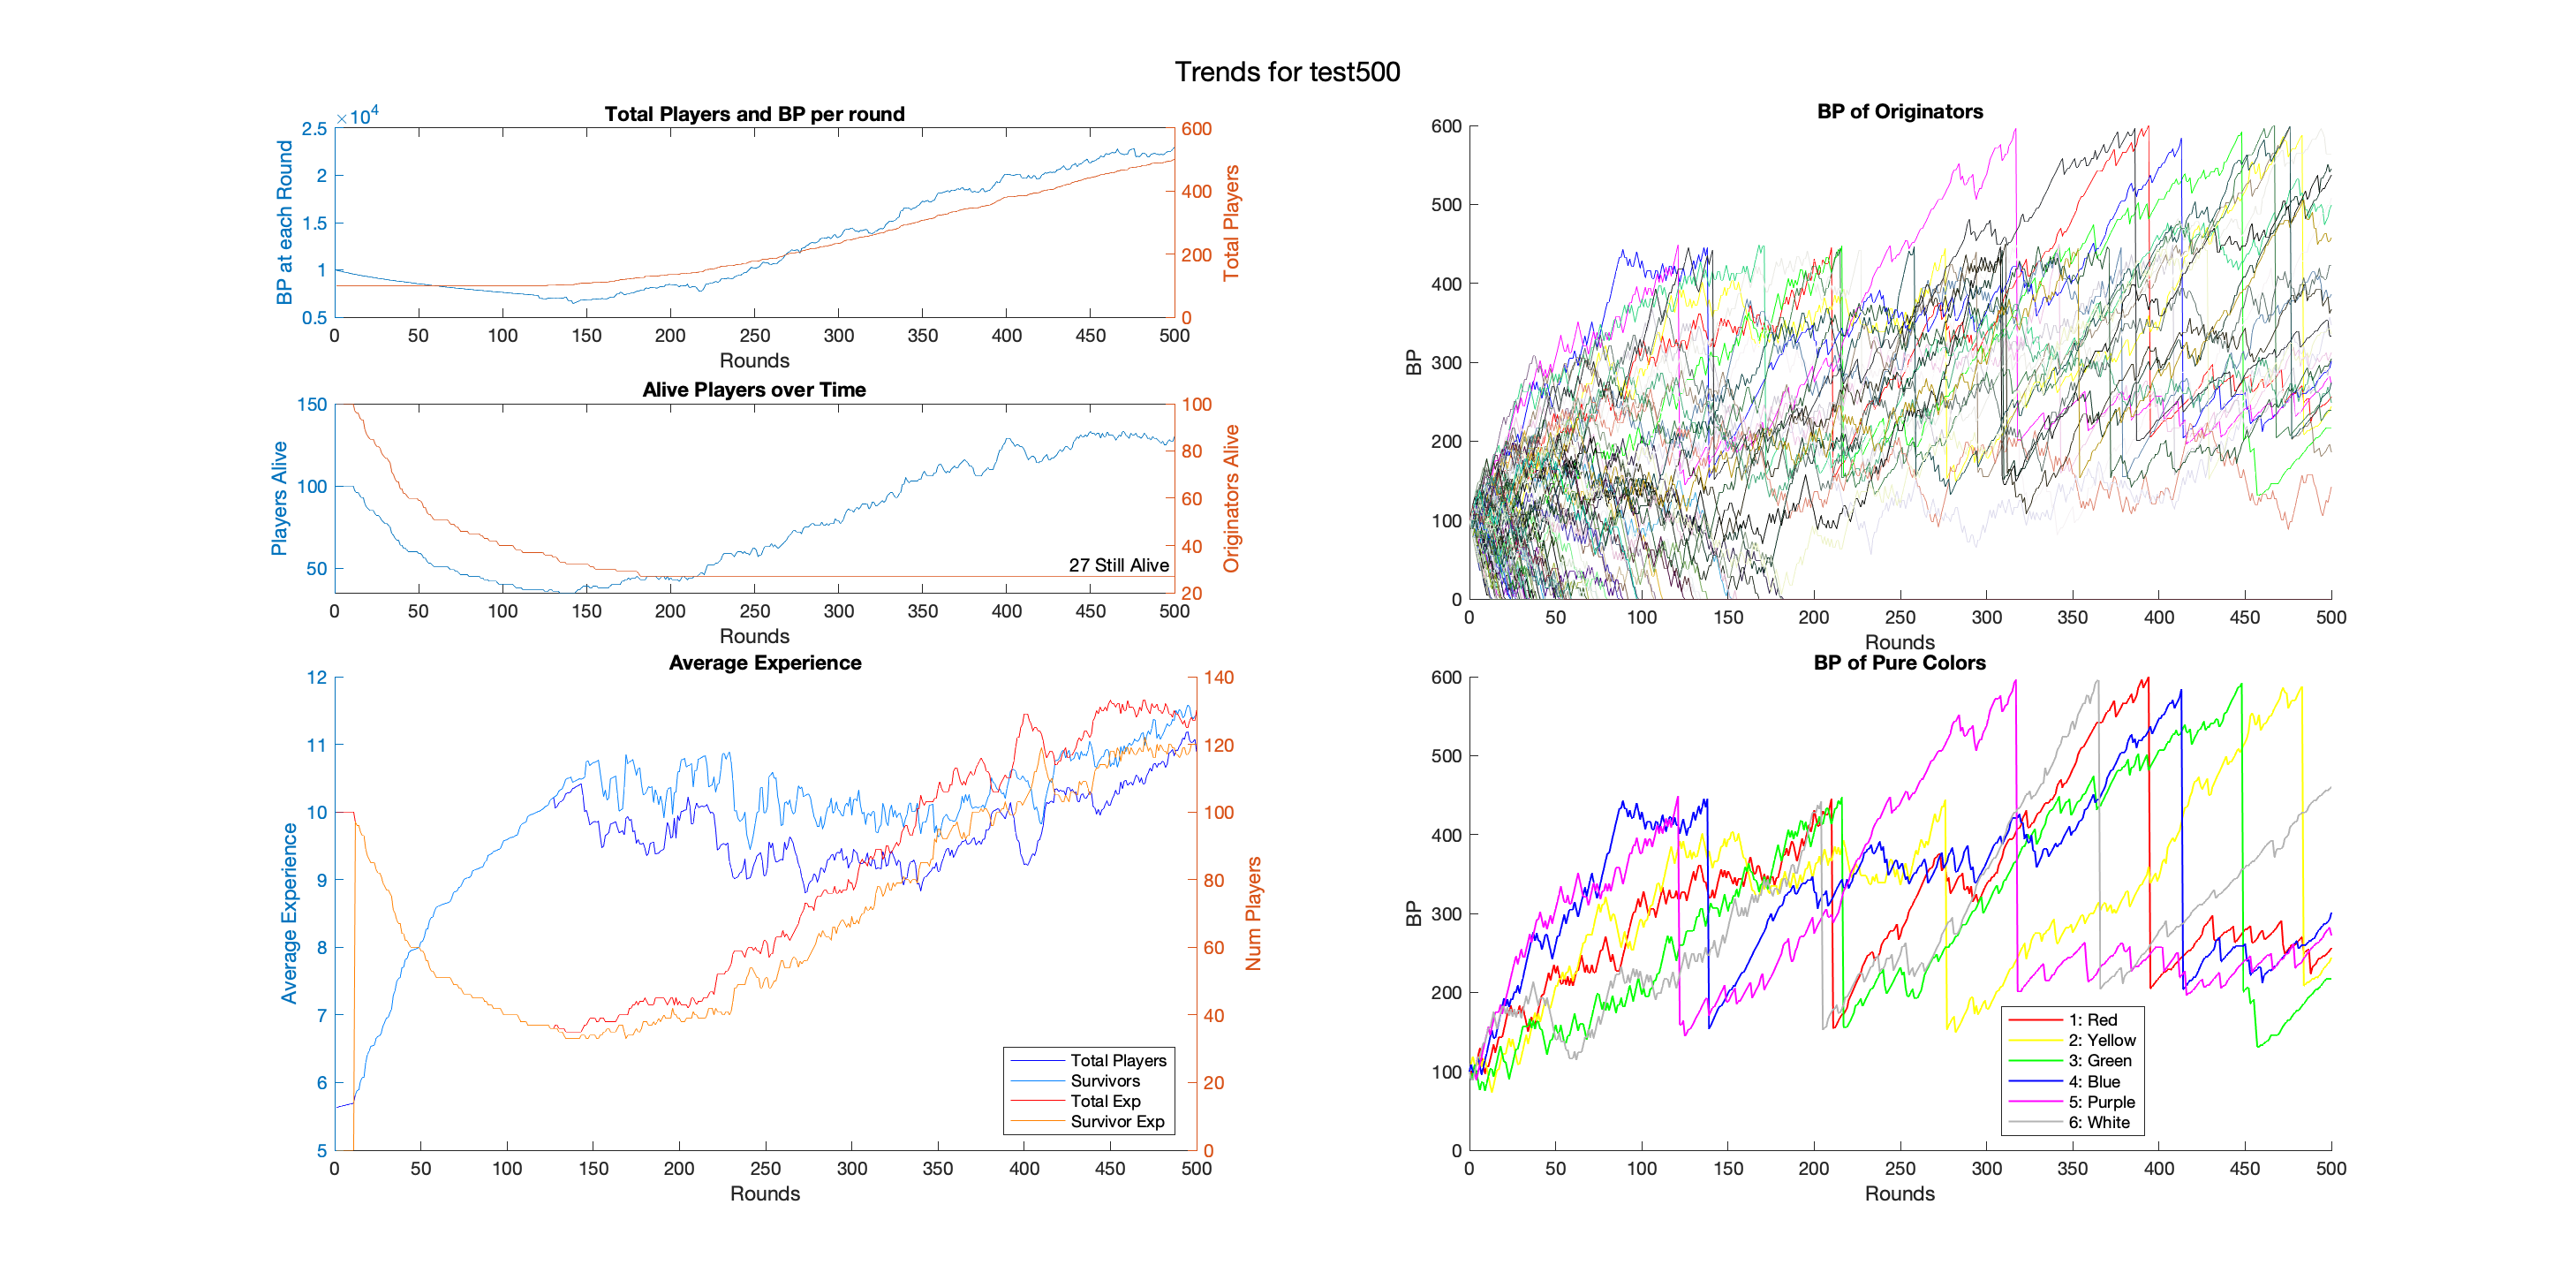 Trends for test500
Total Players and BP per round
×10^4
BP at each Round
2.5
2
1.5
1
0.5
600
400
200
0
Total Players
0 50 100 150 200 250 300 350 400 450 500
Rounds
Alive Players over Time
Players Alive
150
100
50
100
80
60
40
20
Originators Alive
27 Still Alive
0 50 100 150 200 250 300 350 400 450 500
Rounds
Average Experience
Average Experience
12
11
10
9
8
7
6
5
140
120
100
80
60
40
20
0
Num Players
Total Players
Survivors
Total Exp
Survivor Exp
0 50 100 150 200 250 300 350 400 450 500
Rounds
BP of Originators
BP
600
500
400
300
200
100
0
0 50 100 150 200 250 300 350 400 450 500
Rounds
BP of Pure Colors
BP
600
500
400
300
200
100
0
1: Red
2: Yellow
3: Green
4: Blue
5: Purple
6: White
0 50 100 150 200 250 300 350 400 450 500
Rounds